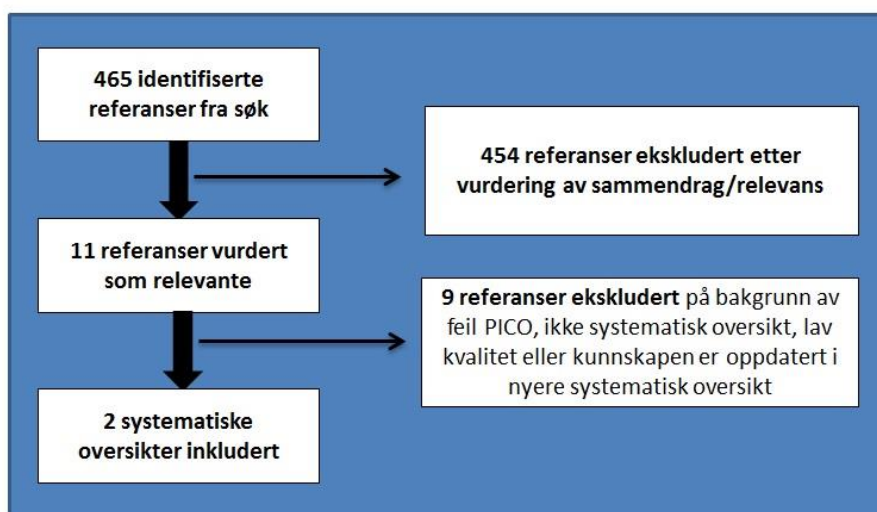 465 identifiserte
referanser fra søk
454 referanser ekskludert etter
vurdering av sammendrag/relevans
11 referanser vurdert
som relevante
9 referanser ekskludert på bakgrunn av
feil PICO, ikke systematisk oversikt, lav
kvalitet eller kunnskapen er oppdatert i
nyere systematisk oversikt
2 systematiske
oversikter inkludert